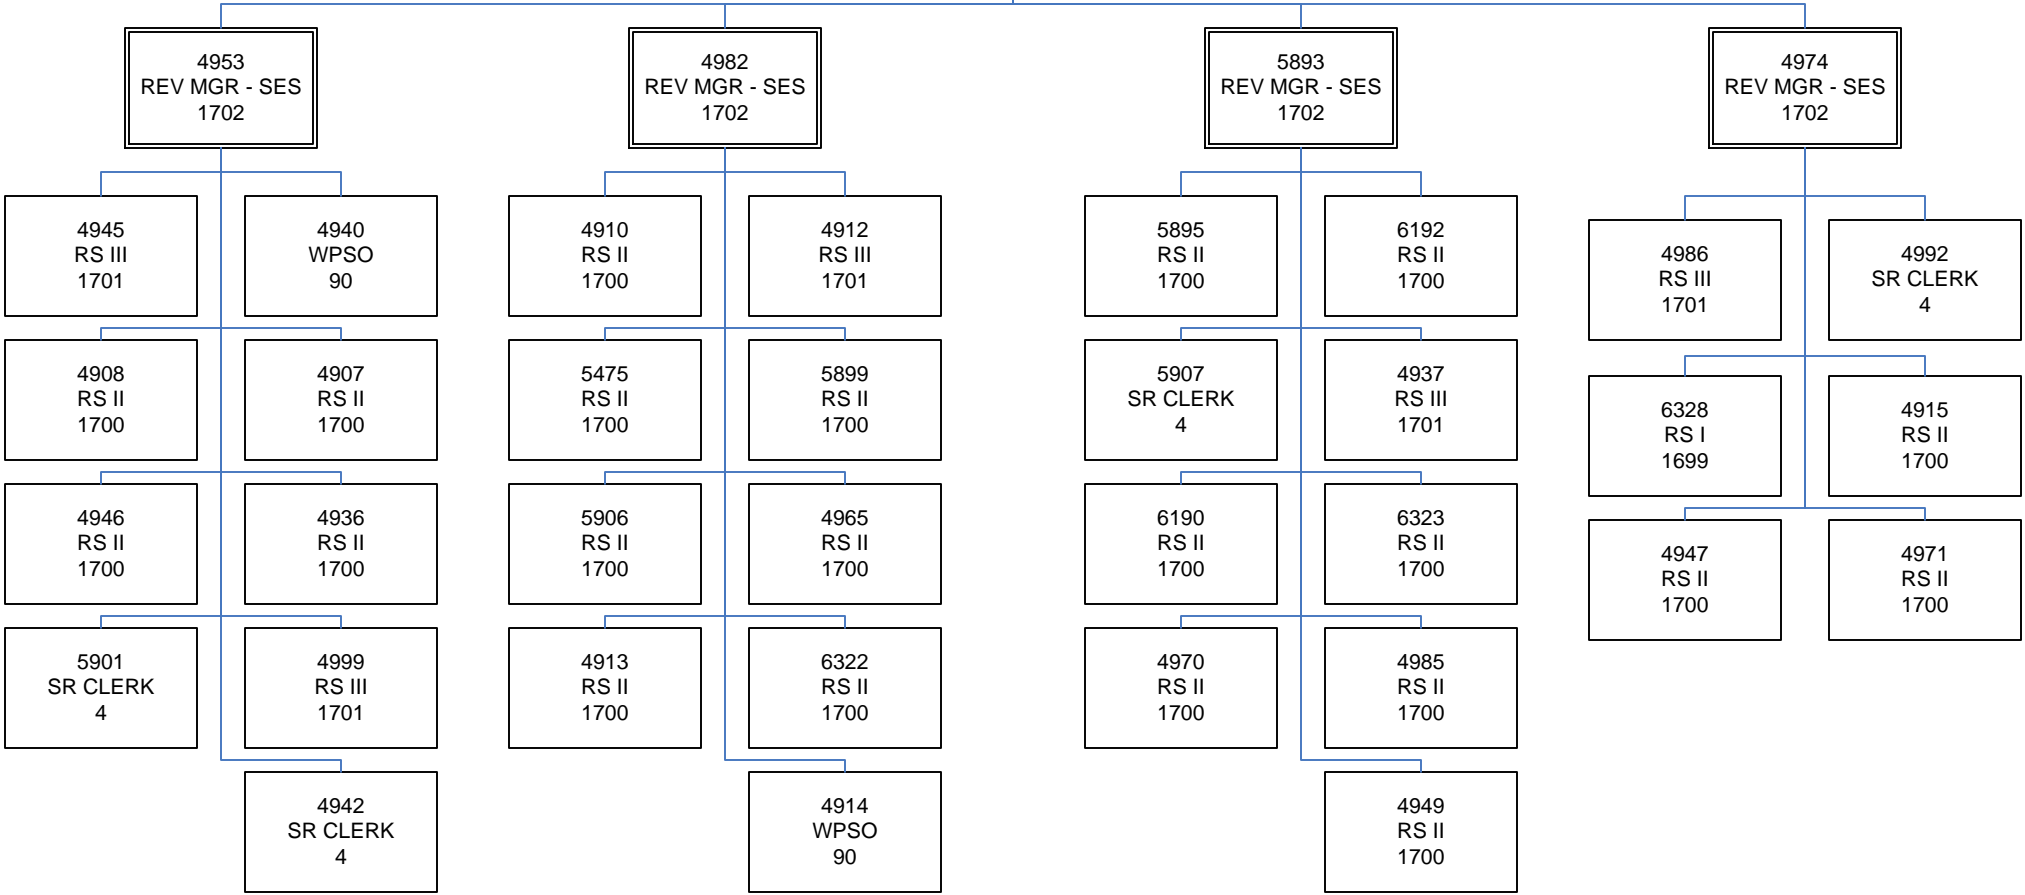 4953
REV MGR - SES
1702
4982
REV MGR - SES
1702
5893
REV MGR - SES
1702
4974
REV MGR - SES
1702
4945
RS III
1701
4940
WPSO
90
4910
RS II
1700
4912
RS III
1701
5895
RS II
1700
6192
RS II
1700
4986
RS III
1701
4992
SR CLERK
4
4908
RS II
1700
4907
RS II
1700
5475
RS II
1700
5899
RS II
1700
5907
SR CLERK
4
4937
RS III
1701
6328
RS I
1699
4915
RS II
1700
4946
RS II
1700
4936
RS II
1700
5906
RS II
1700
4965
RS II
1700
6190
RS II
1700
6323
RS II
1700
4947
RS II
1700
4971
RS II
1700
5901
SR CLERK
4
4999
RS III
1701
4913
RS II
1700
6322
RS II
1700
4970
RS II
1700
4985
RS II
1700
4942
SR CLERK
4
4914
WPSO
90
4949
RS II
1700